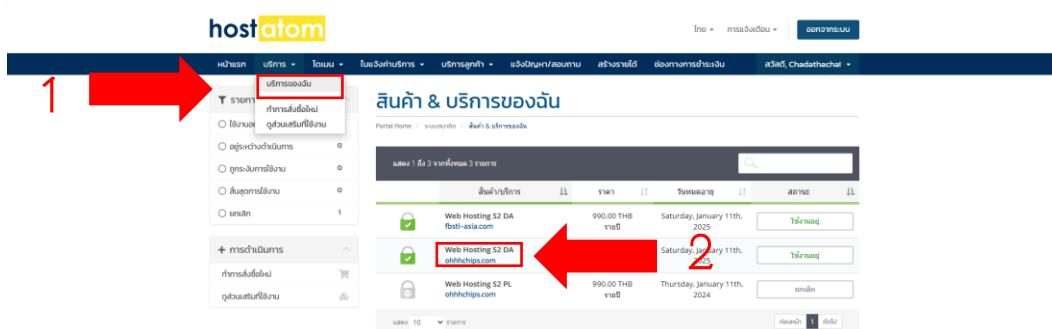 hostatom
ไทย
การแจ้งเตือน
ออกจากระบบ
หน้าแรก บริการ โดเมน ใบแจ้งค่าบริการ บริการลูกค้า แจ้งปัญหา/สอบถาม สร้างรายได้ ช่องทางการชำระเงิน สวัสดี, Chadathacha!
1
บริการของฉัน
ทำการสั่งซื้อใหม่
ดูส่วนเสริมที่ใช้งาน
อยู่ระหว่างดำเนินการ 0
ถูกระงับการใช้งาน 0
สิ้นสุดการใช้งาน 0
ยกเลิก 1
+ การดำเนินการ
ทำการสั่งซื้อใหม่
ดูส่วนเสริมที่ใช้งาน
สินค้า & บริการของฉัน
Portal Home / ระบบสมาชิก / สินค้า & บริการของฉัน
แสดง 1 ถึง 3 จากทั้งหมด 3 รายการ
สินค้า/บริการ ราคา วันหมดอายุ สถานะ
Web Hosting S2 DA 990.00 THB Saturday, January 11th, ใช้งานอยู่
fbsti-asia.com รายปี 2025
Web Hosting S2 DA Saturday, January 11th, ใช้งานอยู่
ohhhchips.com 2025
2
Web Hosting S2 PL 990.00 THB Thursday, January 11th, ยกเลิก
ohhhchips.com รายปี 2024
แสดง 10 รายการ
ก่อนหน้า 1 ถัดไป